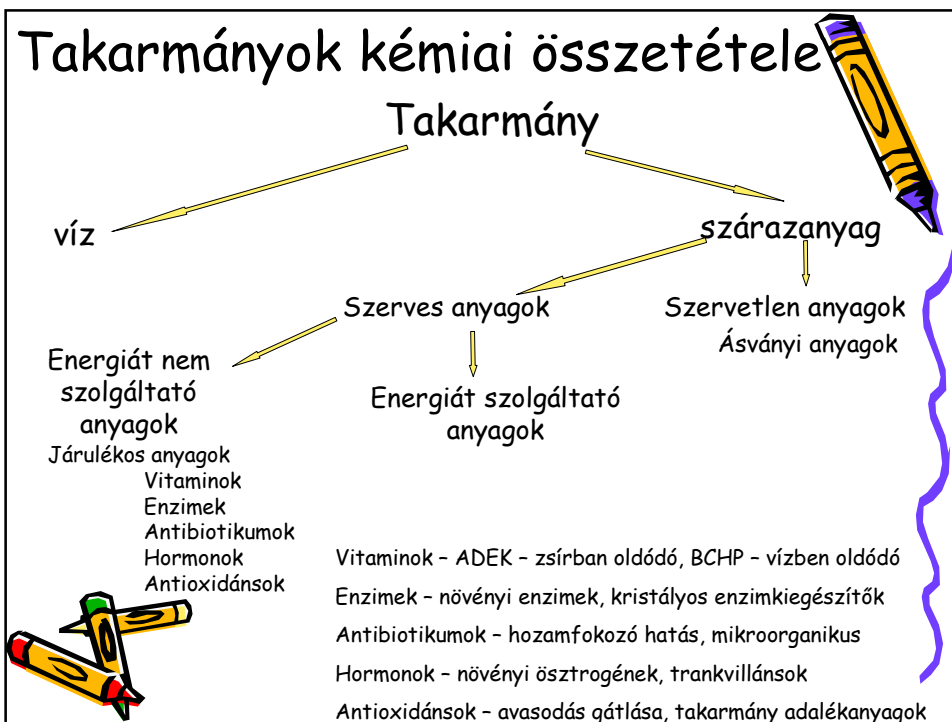 Takarmányok kémiai összetétele
Takarmány
víz
szárazanyag
Szerves anyagok
Szervetlen anyagok
Ásványi anyagok
Energiát nem
szolgáltató
anyagok
Energiát szolgáltató
anyagok
Járulékos anyagok
Vitaminok
Enzimek
Antibiotikumok
Hormonok
Antioxidánsok
Vitaminok – ADEK – zsírban oldódó, BCHP – vízben oldódó
Enzimek – növényi enzimek, kristályos enzimkiegészítők
Antibiotikumok – hozamfokozó hatás, mikroorganikus
Hormonok – növényi ösztrogének, trankvillánsok
Antioxidánsok – avasodás gátlása, takarmány adalékanyagok